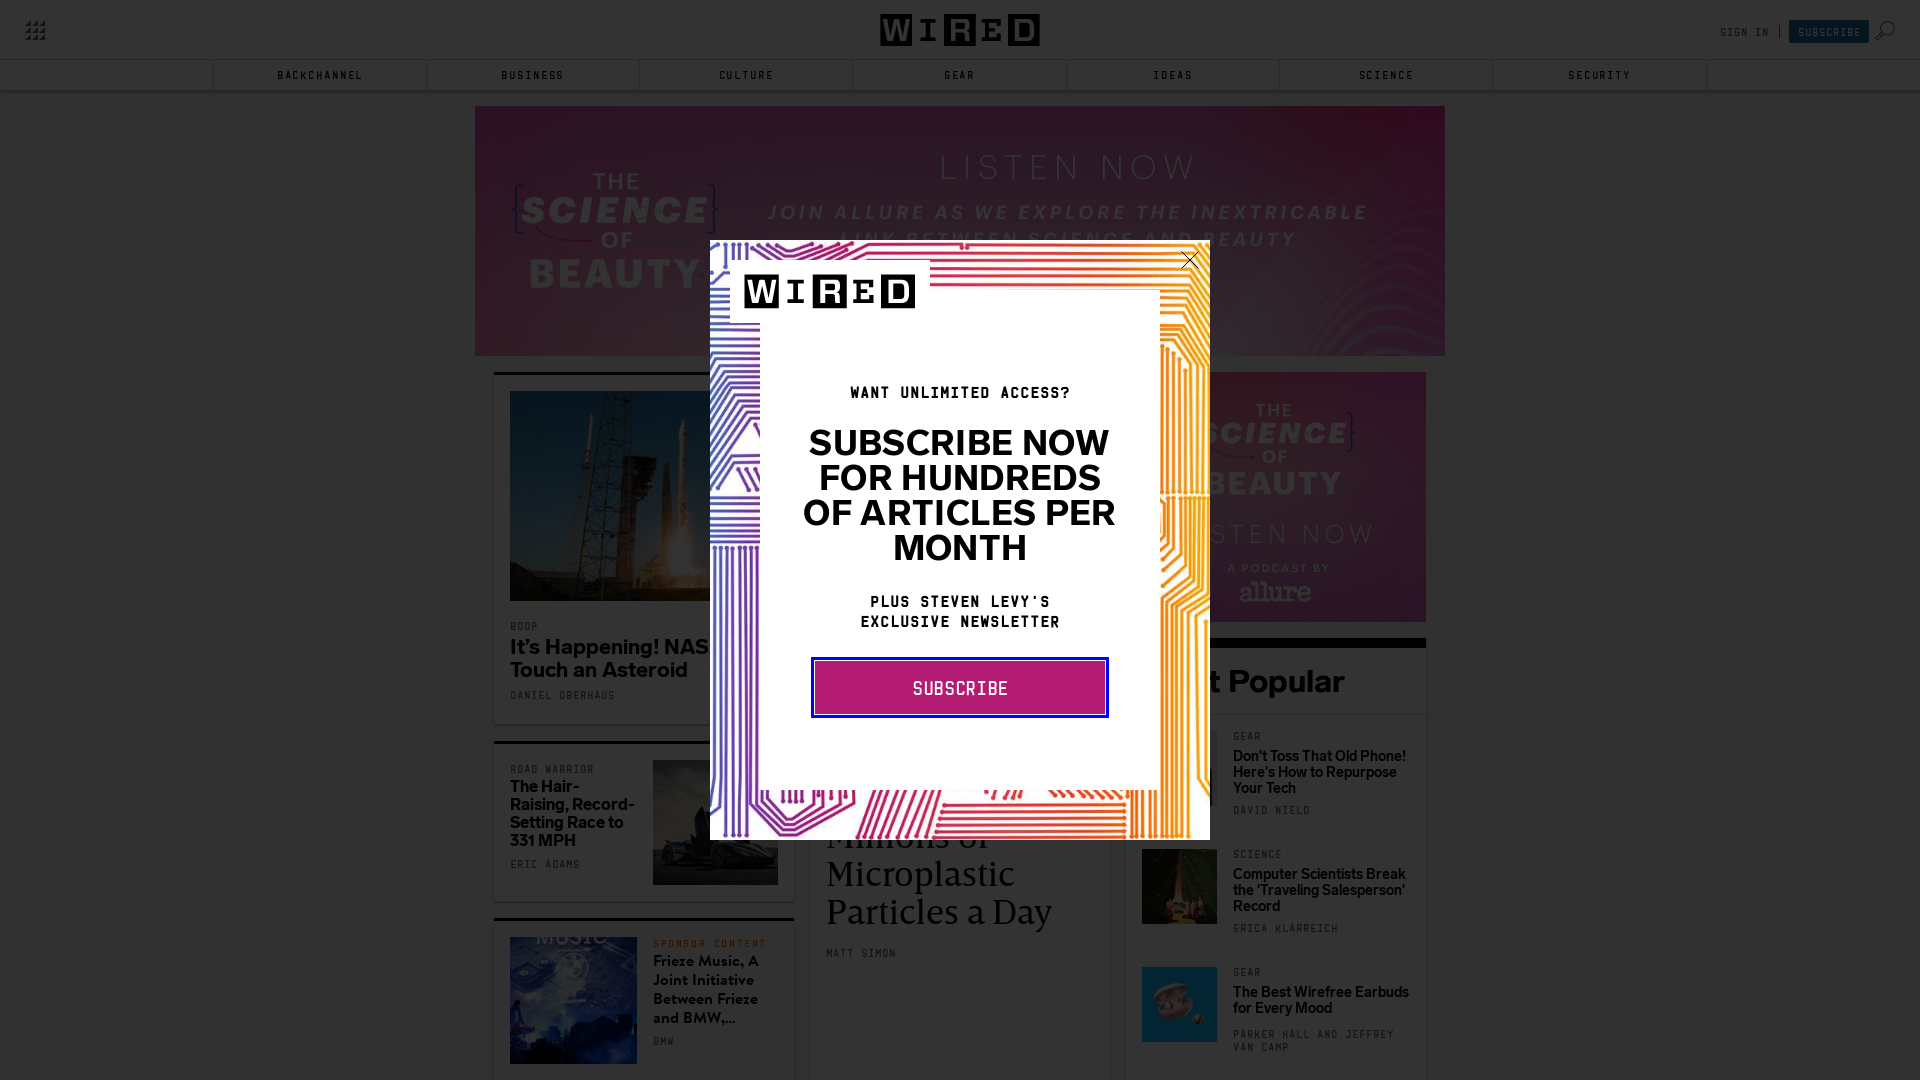 WIRED
SIGN IN
SUBSCRIBE
BACKCHANNEL
BUSINESS
CULTURE
GEAR
IDEAS
SCIENCE
SECURITY
THE
SCIENCE
OF
BEAUTY
LISTEN NOW
JOIN ALLURE AS WE EXPLORE THE INEXTRICABLE
LINK BETWEEN SCIENCE AND BEAUTY
WIRED
WANT UNLIMITED ACCESS?
SUBSCRIBE NOW
FOR HUNDREDS
OF ARTICLES PER
MONTH
PLUS STEVEN LEVY'S
EXCLUSIVE NEWSLETTER
SUBSCRIBE
BOOP
It's Happening! NAS
Touch an Asteroid
DANIEL OBERHAUS
ROAD WARRIOR
The Hair-
Raising, Record-
Setting Race to
331 MPH
ERIC ADAMS
MUSIC
SPONSOR CONTENT
Frieze Music, A
Joint Initiative
Between Frieze
and BMW,...
BMW
Millions of
Microplastic
Particles a Day
MATT SIMON
THE
SCIENCE
OF
BEAUTY
STEN NOW
A PODCAST BY
allure
t Popular
GEAR
Don't Toss That Old Phone!
Here's How to Repurpose
Your Tech
DAVID NIELD
SCIENCE
Computer Scientists Break
the 'Traveling Salesperson'
Record
ERICA KLARREICH
GEAR
The Best Wirefree Earbuds
for Every Mood
PARKER HALL AND JEFFREY
VAN CAMP